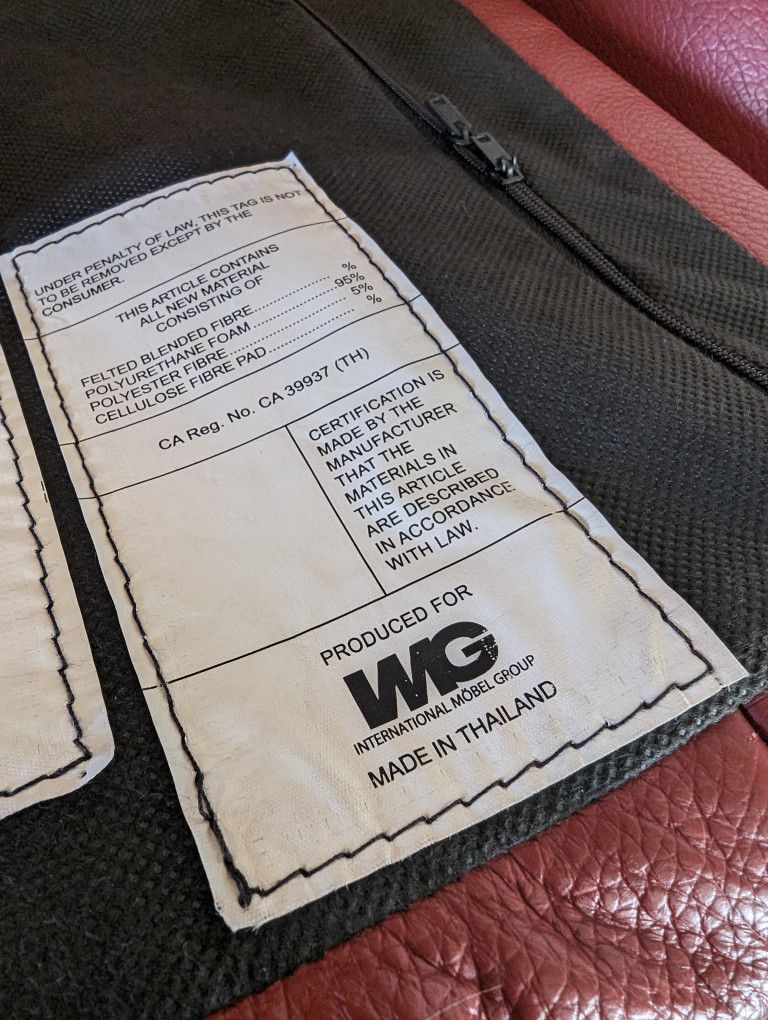 UNDER PENALTY OF LAW, THIS TAG IS NOT
TO BE REMOVED EXCEPT BY THE
CONSUMER.
THIS ARTICLE CONTAINS
ALL NEW MATERIAL
CONSISTING OF
FELTED BLENDED FIBRE.................... %
POLYURETHANE FOAM.................... 95%
POLYESTER FIBRE.................... 5%
CELLULOSE FIBRE PAD.................... %
CA Reg. No. CA 39937 (TH)
CERTIFICATION IS
MADE BY THE
MANUFACTURER
THAT THE
MATERIALS IN
THIS ARTICLE
ARE DESCRIBED
IN ACCORDANCE
WITH LAW.
PRODUCED FOR
IMG
INTERNATIONAL MÖBEL GROUP
MADE IN THAILAND